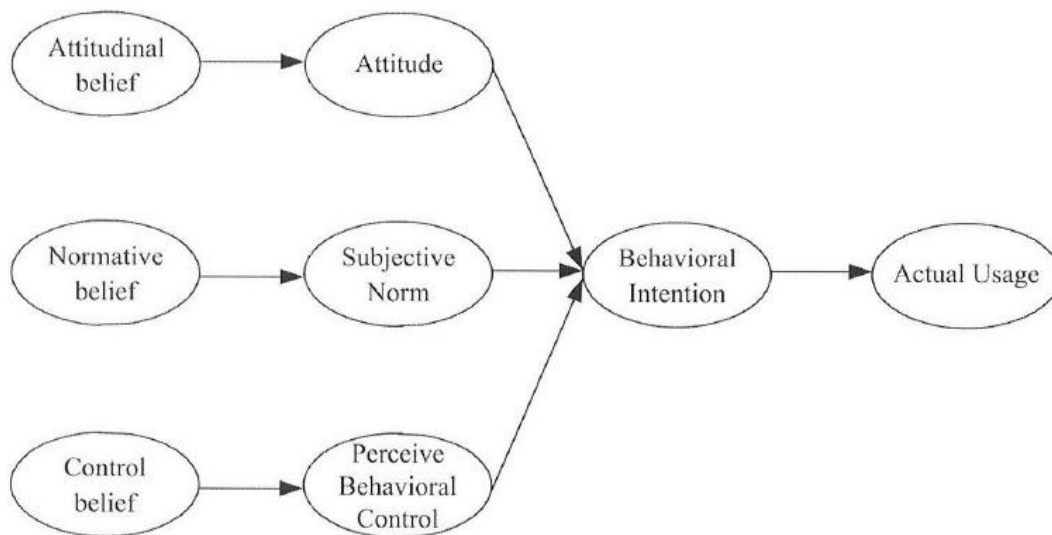 Attitudinal
belief
Attitude
Normative
belief
Subjective
Norm
Behavioral
Intention
Actual Usage
Control
belief
Perceive
Behavioral
Control